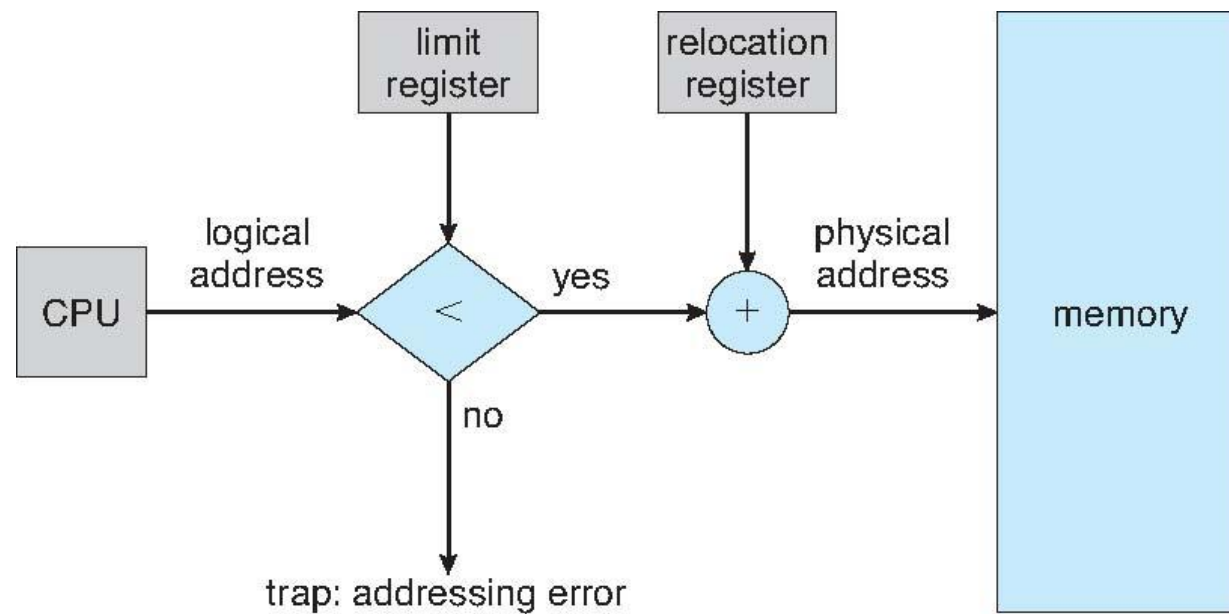 limit
register
relocation
register
logical
address
physical
address
CPU
<
yes
+
memory
no
trap: addressing error